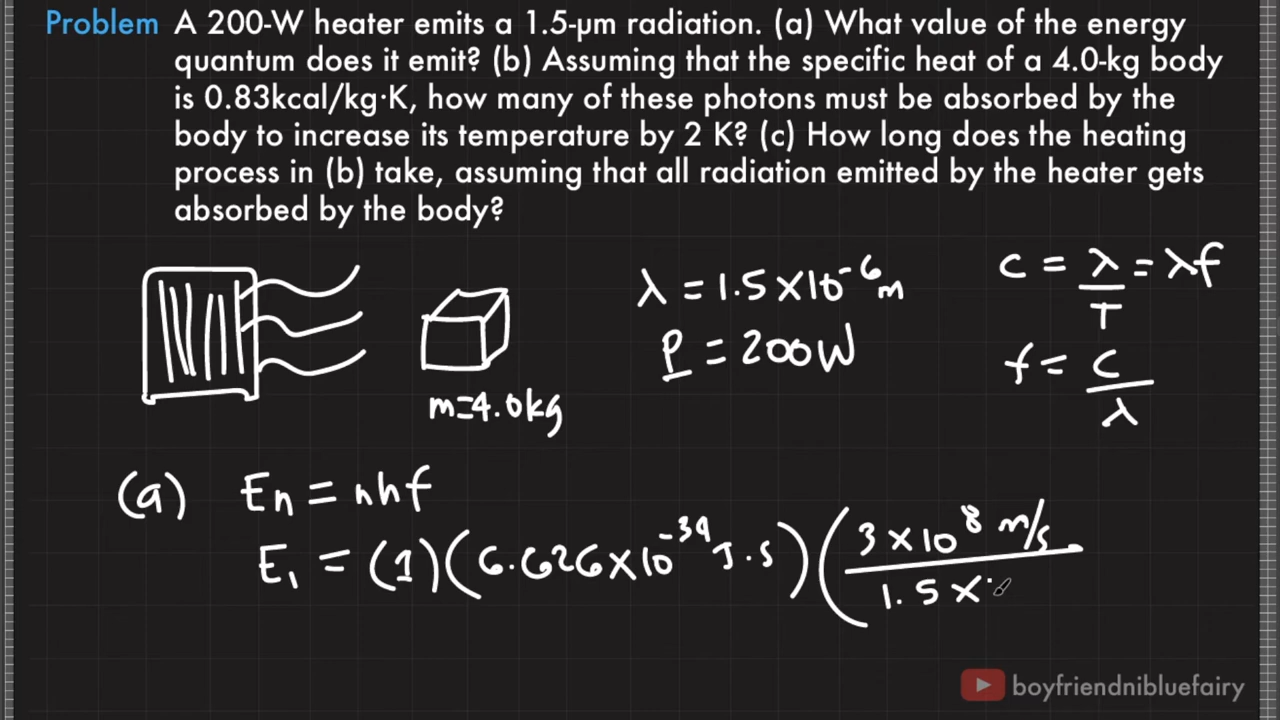 Problem A 200-W heater emits a 1.5-μm radiation. (a) What value of the energy
quantum does it emit? (b) Assuming that the specific heat of a 4.0-kg body
is 0.83kcal/kg·K, how many of these photons must be absorbed by the
body to increase its temperature by 2 K? (c) How long does the heating
process in (b) take, assuming that all radiation emitted by the heater gets
absorbed by the body?
m=4.0kg
λ = 1.5 X10⁻⁶ m
P = 200W
c = λ/T = λf
f = c/λ
(a) En = nhf
E₁ = (1)(6.626×10⁻³⁴ J·s)(3 × 10⁸ m/s / 1.5 X
boyfriendnibluefairy